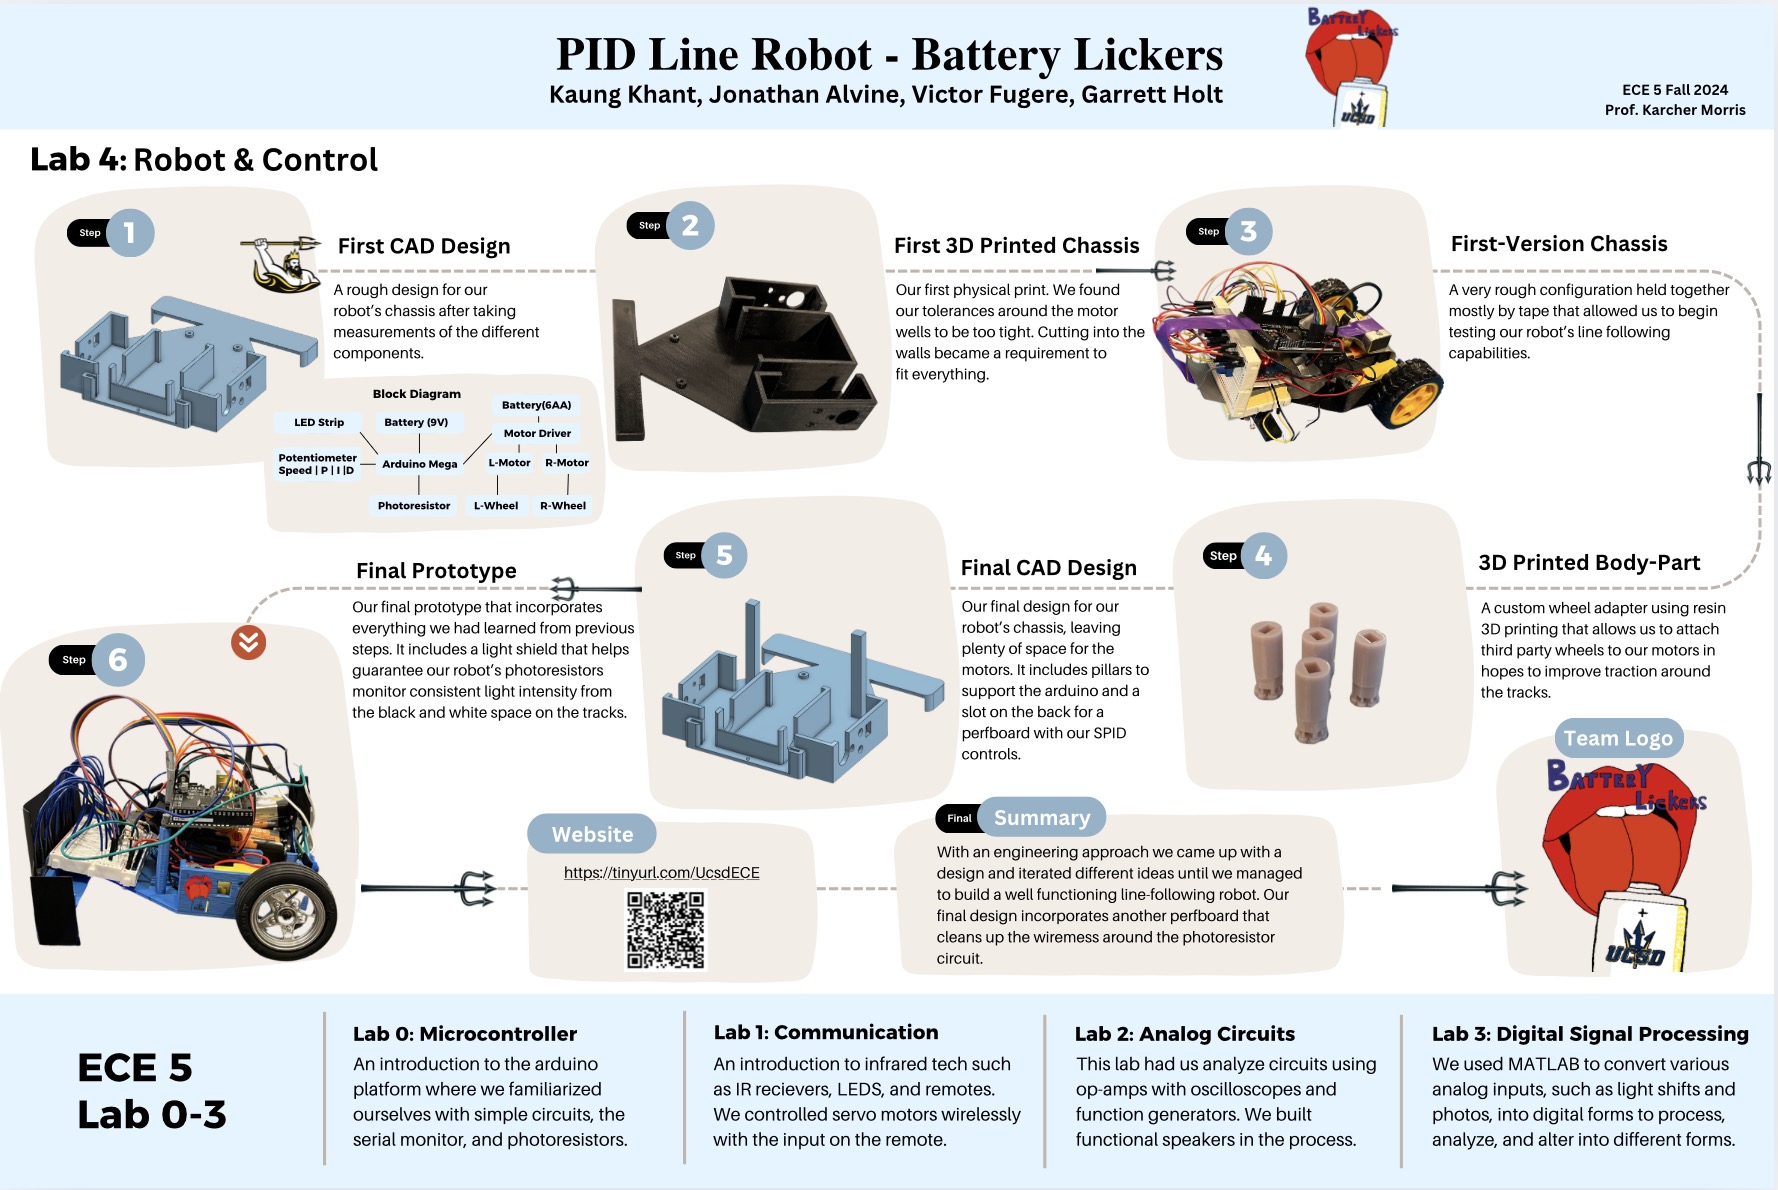 PID Line Robot - Battery Lickers
Kaung Khant, Jonathan Alvine, Victor Fugere, Garrett Holt
BATTEEY
Lickers
UCSD
ECE 5 Fall 2024
Prof. Karcher Morris
Lab 4: Robot & Control
Step 1
First CAD Design
A rough design for our
robot's chassis after taking
measurements of the different
components.
Block Diagram
LED Strip
Battery (9V)
Battery(6AA)
Motor Driver
Potentiometer
Speed | P | I |D
Arduino Mega
L-Motor
R-Motor
Photoresistor
L-Wheel
R-Wheel
Step 2
First 3D Printed Chassis
Our first physical print. We found
our tolerances around the motor
wells to be too tight. Cutting into the
walls became a requirement to
fit everything.
Step 3
First-Version Chassis
A very rough configuration held together
mostly by tape that allowed us to begin
testing our robot's line following
capabilities.
Step 4
3D Printed Body-Part
A custom wheel adapter using resin
3D printing that allows us to attach
third party wheels to our motors in
hopes to improve traction around
the tracks.
Step 5
Final CAD Design
Our final design for our
robot's chassis, leaving
plenty of space for the
motors. It includes pillars to
support the arduino and a
slot on the back for a
perfboard with our SPID
controls.
Step 6
Final Prototype
Our final prototype that incorporates
everything we had learned from previous
steps. It includes a light shield that helps
guarantee our robot's photoresistors
monitor consistent light intensity from
the black and white space on the tracks.
Website
https://tinyurl.com/UcsdECE
Final Summary
With an engineering approach we came up with a
design and iterated different ideas until we managed
to build a well functioning line-following robot. Our
final design incorporates another perfboard that
cleans up the wiremess around the photoresistor
circuit.
Team Logo
BATTEEY
Lickers
UCSD
ECE 5
Lab 0-3
Lab 0: Microcontroller
An introduction to the arduino
platform where we familiarized
ourselves with simple circuits, the
serial monitor, and photoresistors.
Lab 1: Communication
An introduction to infrared tech such
as IR recievers, LEDS, and remotes.
We controlled servo motors wirelessly
with the input on the remote.
Lab 2: Analog Circuits
This lab had us analyze circuits using
op-amps with oscilloscopes and
function generators. We built
functional speakers in the process.
Lab 3: Digital Signal Processing
We used MATLAB to convert various
analog inputs, such as light shifts and
photos, into digital forms to process,
analyze, and alter into different forms.